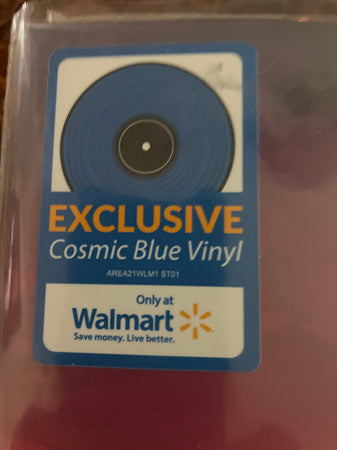 EXCLUSIVE
Cosmic Blue Vinyl
AREA21WLM1 ST01
Only at
Walmart
Save money. Live better.